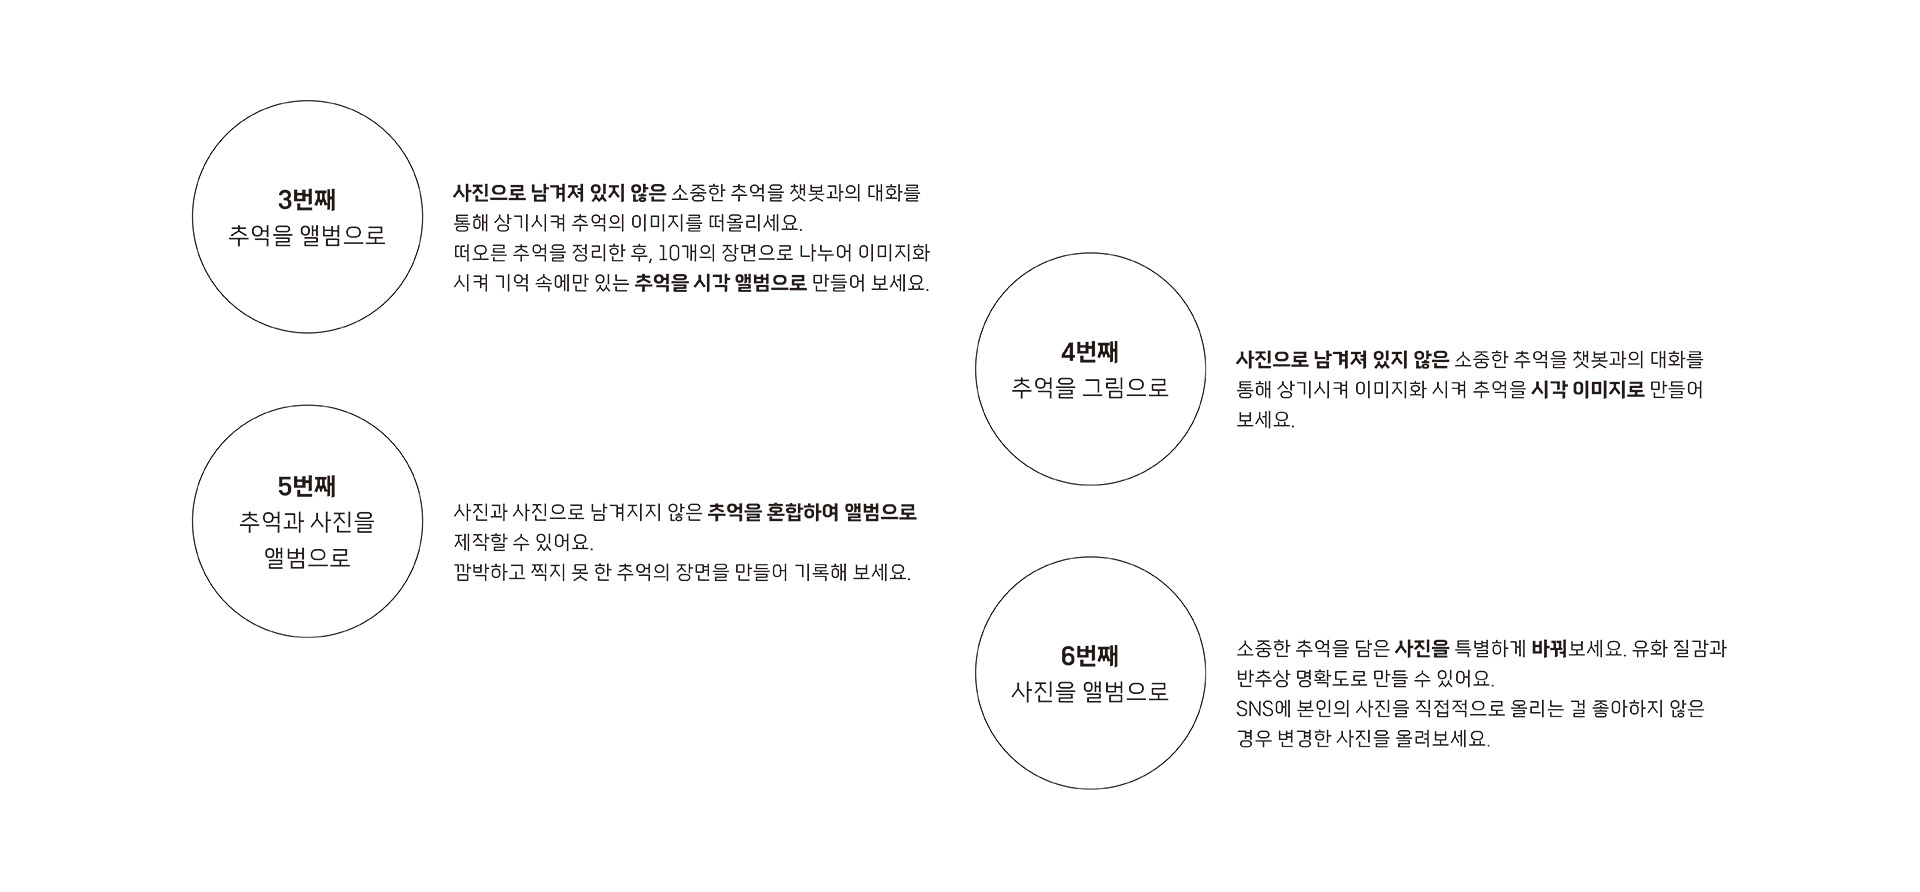 3번째
추억을 앨범으로
사진으로 남겨져 있지 않은 소중한 추억을 챗봇과의 대화를
통해 상기시켜 추억의 이미지를 떠올리세요.
떠오른 추억을 정리한 후, 10개의 장면으로 나누어 이미지화
시켜 기억 속에만 있는 추억을 시각 앨범으로 만들어 보세요.
4번째
추억을 그림으로
사진으로 남겨져 있지 않은 소중한 추억을 챗봇과의 대화를
통해 상기시켜 이미지화 시켜 추억을 시각 이미지로 만들어
보세요.
5번째
추억과 사진을
앨범으로
사진과 사진으로 남겨지지 않은 추억을 혼합하여 앨범으로
제작할 수 있어요.
깜박하고 찍지 못 한 추억의 장면을 만들어 기록해 보세요.
6번째
사진을 앨범으로
소중한 추억을 담은 사진을 특별하게 바꿔보세요. 유화 질감과
반추상 명확도로 만들 수 있어요.
SNS에 본인의 사진을 직접적으로 올리는 걸 좋아하지 않은
경우 변경한 사진을 올려보세요.